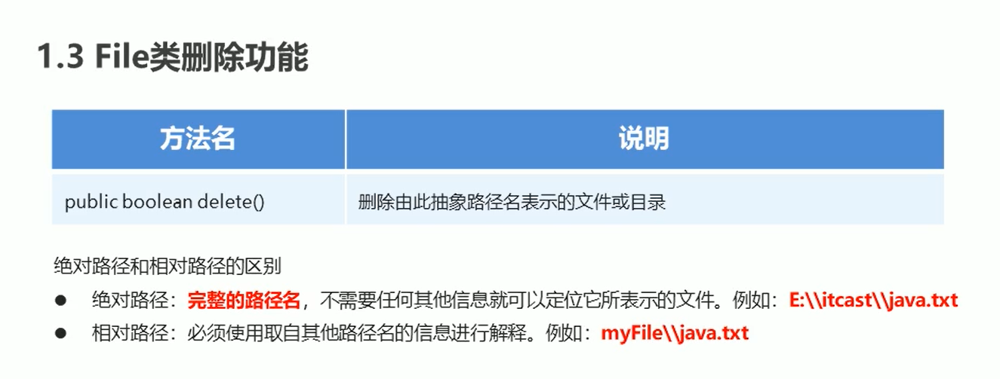 1.3 File类删除功能
方法名 说明
public boolean delete() 删除由此抽象路径名表示的文件或目录
绝对路径和相对路径的区别
● 绝对路径：完整的路径名，不需要任何其他信息就可以定位它所表示的文件。例如：E:\\itcast\\java.txt
● 相对路径：必须使用取自其他路径名的信息进行解释。例如：myFile\\java.txt